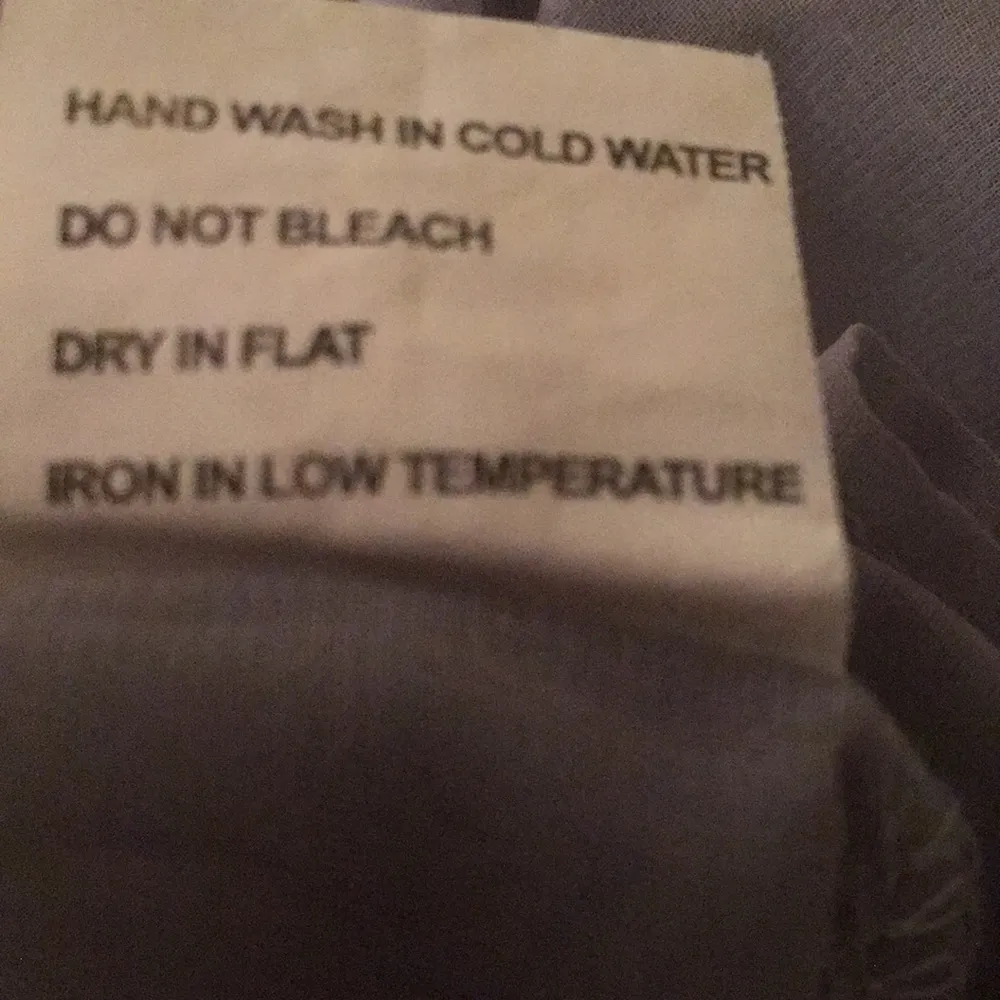 HAND WASH IN COLD WATER
DO NOT BLEACH
DRY IN FLAT
IRON IN LOW TEMPERATURE